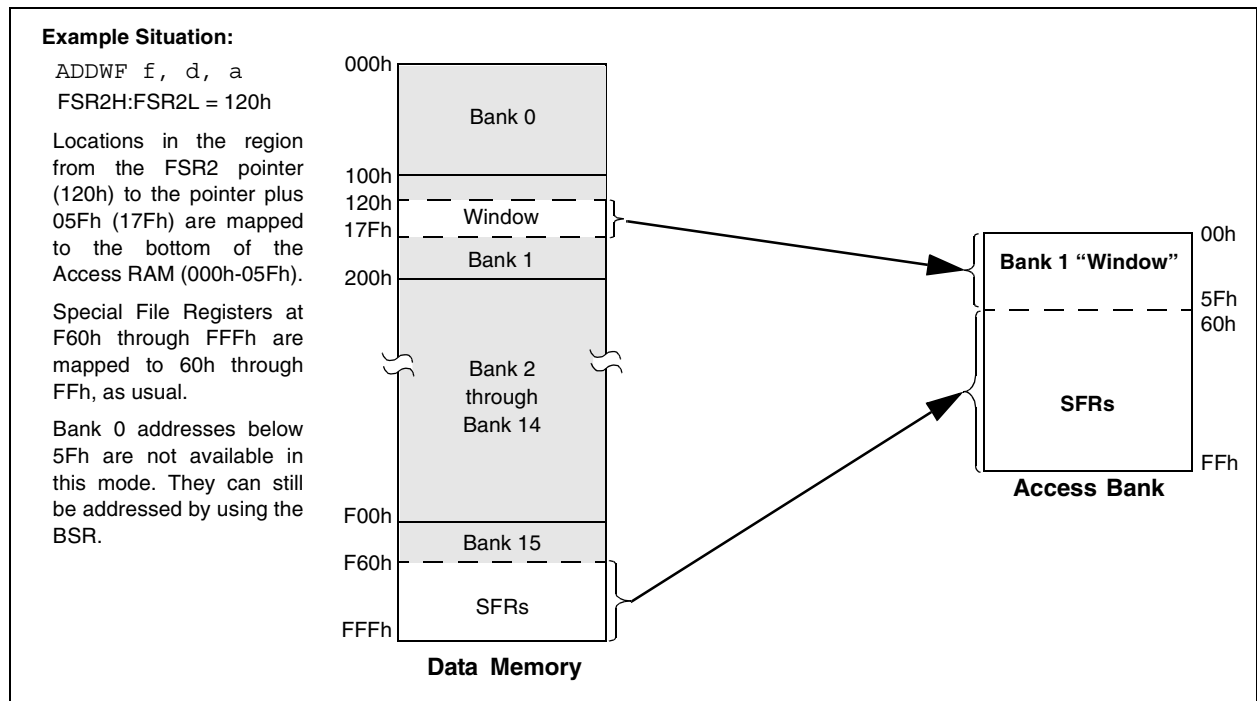 Example Situation:
ADDWF f, d, a
FSR2H:FSR2L = 120h
Locations in the region
from the FSR2 pointer
(120h) to the pointer plus
05Fh (17Fh) are mapped
to the bottom of the
Access RAM (000h-05Fh).
Special File Registers at
F60h through FFFh are
mapped to 60h through
FFh, as usual.
Bank 0 addresses below
5Fh are not available in
this mode. They can still
be addressed by using the
BSR.
000h
Bank 0
100h
120h
Window
17Fh
Bank 1
200h
Bank 2
through
Bank 14
F00h
Bank 15
F60h
SFRs
FFFh
Data Memory
00h
Bank 1 “Window”
5Fh
60h
SFRs
FFh
Access Bank